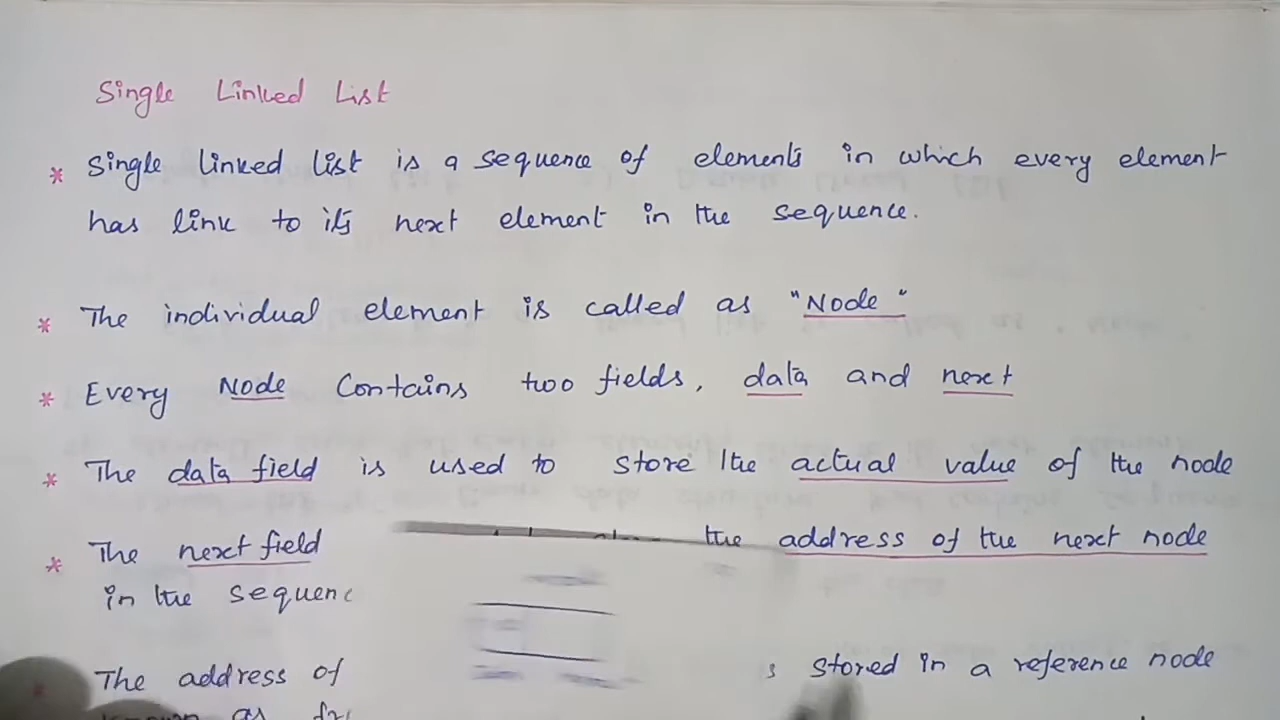 Single Linked List
* Single linked list is a sequence of elements in which every element
has link to its next element in the sequence.
* The individual element is called as "Node"
* Every Node Contains two fields, data and next
* The data field is used to store the actual value of the node
* The next field the address of the next node
in the sequenc
* The address of stored in a reference node
as